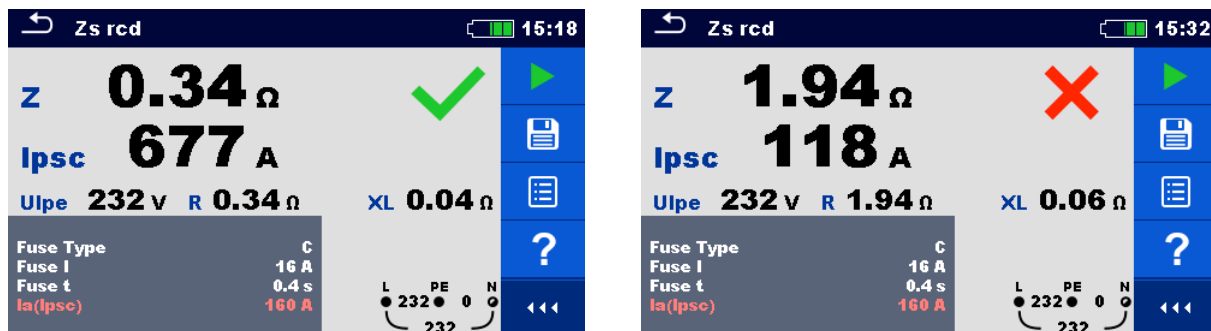 Zs rcd 15:18
Z 0.34 Ω
Ipsc 677 A
Ulpe 232 V R 0.34 Ω XL 0.04 Ω
Fuse Type C
Fuse I 16 A
Fuse t 0.4 s
Ia(Ipsc) 160 A
?
L PE N
232 0
232
Zs rcd 15:32
Z 1.94 Ω
Ipsc 118 A
Ulpe 232 V R 1.94 Ω XL 0.06 Ω
Fuse Type C
Fuse I 16 A
Fuse t 0.4 s
Ia(Ipsc) 160 A
?
L PE N
232 0
232